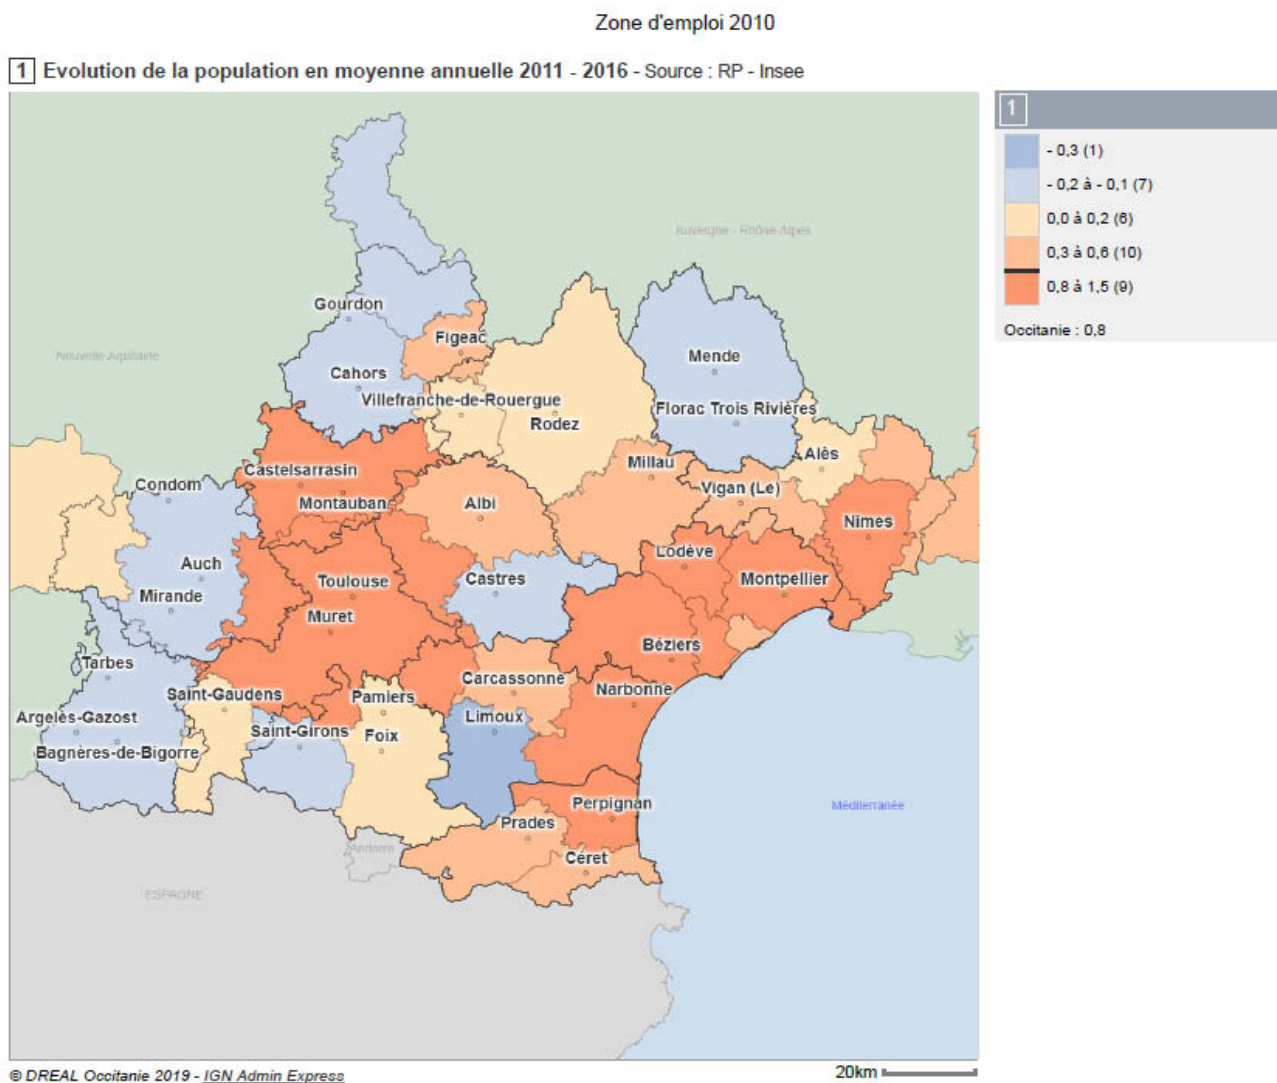 Zone d'emploi 2010
1 Evolution de la population en moyenne annuelle 2011 - 2016 - Source : RP - Insee
1
- 0,3 (1)
- 0,2 à - 0,1 (7)
0,0 à 0,2 (6)
0,3 à 0,6 (10)
0,8 à 1,5 (9)
Occitanie : 0,8
Auvergne - Rhône-Alpes
Nouvelle Aquitaine
Gourdon
Figeac
Cahors
Mende
Villefranche-de-Rouergue
Florac Trois Rivières
Rodez
Alès
Castelsarrasin
Millau
Condom
Vigan (Le)
Montauban
Albi
Nîmes
Lodève
Auch
Toulouse
Castres
Montpellier
Mirande
Muret
Béziers
Tarbes
Carcassonne
Saint-Gaudens
Pamiers
Narbonne
Argelès-Gazost
Limoux
Saint-Girons
Foix
Bagnères-de-Bigorre
Perpignan
Méditerranée
Prades
Andorre
Céret
ESPAGNE
© DREAL Occitanie 2019 - IGN Admin Express
20km